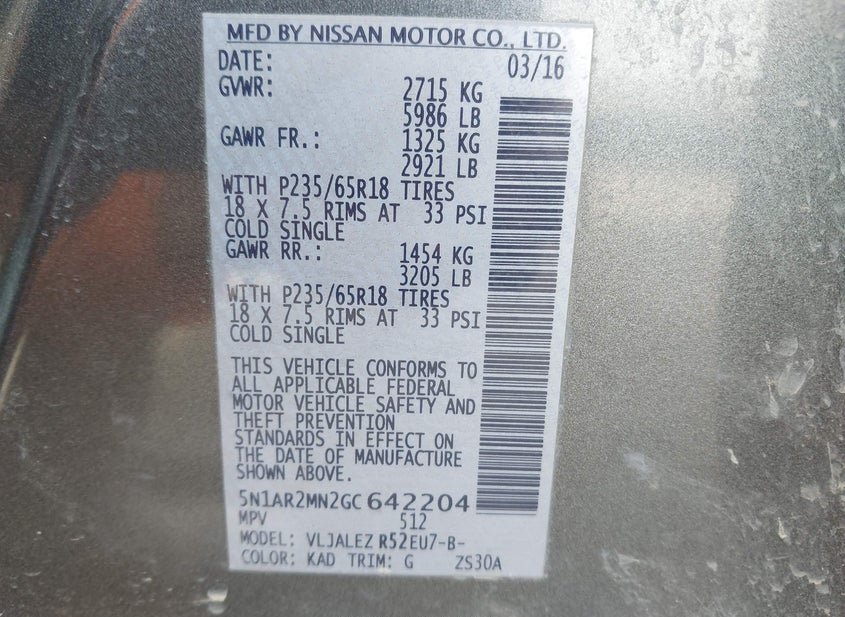 MFD BY NISSAN MOTOR CO., LTD.
DATE: 03/16
GVWR: 2715 KG
5986 LB
GAWR FR.: 1325 KG
2921 LB
WITH P235/65R18 TIRES
18 X 7.5 RIMS AT 33 PSI
COLD SINGLE
GAWR RR.: 1454 KG
3205 LB
WITH P235/65R18 TIRES
18 X 7.5 RIMS AT 33 PSI
COLD SINGLE
THIS VEHICLE CONFORMS TO
ALL APPLICABLE FEDERAL
MOTOR VEHICLE SAFETY AND
THEFT PREVENTION
STANDARDS IN EFFECT ON
THE DATE OF MANUFACTURE
SHOWN ABOVE.
5N1AR2MN2GC642204
MPV 512
MODEL: VLJALEZ R52EU7-B-
COLOR: KAD TRIM: G ZS30A